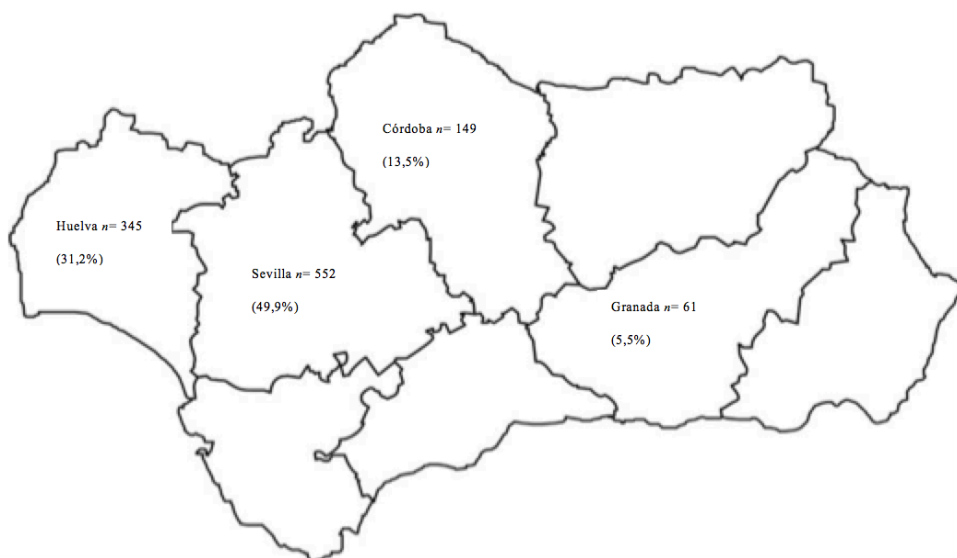 Córdoba n= 149
(13,5%)
Huelva n= 345
(31,2%)
Sevilla n= 552
(49,9%)
Granada n= 61
(5,5%)